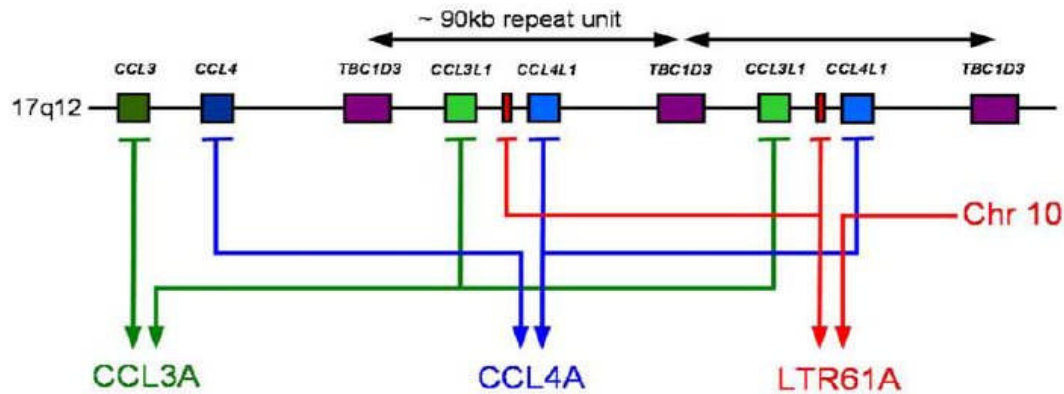 ~ 90kb repeat unit
CCL3 CCL4 TBC1D3 CCL3L1 CCL4L1 TBC1D3 CCL3L1 CCL4L1 TBC1D3
17q12
Chr 10
CCL3A CCL4A LTR61A